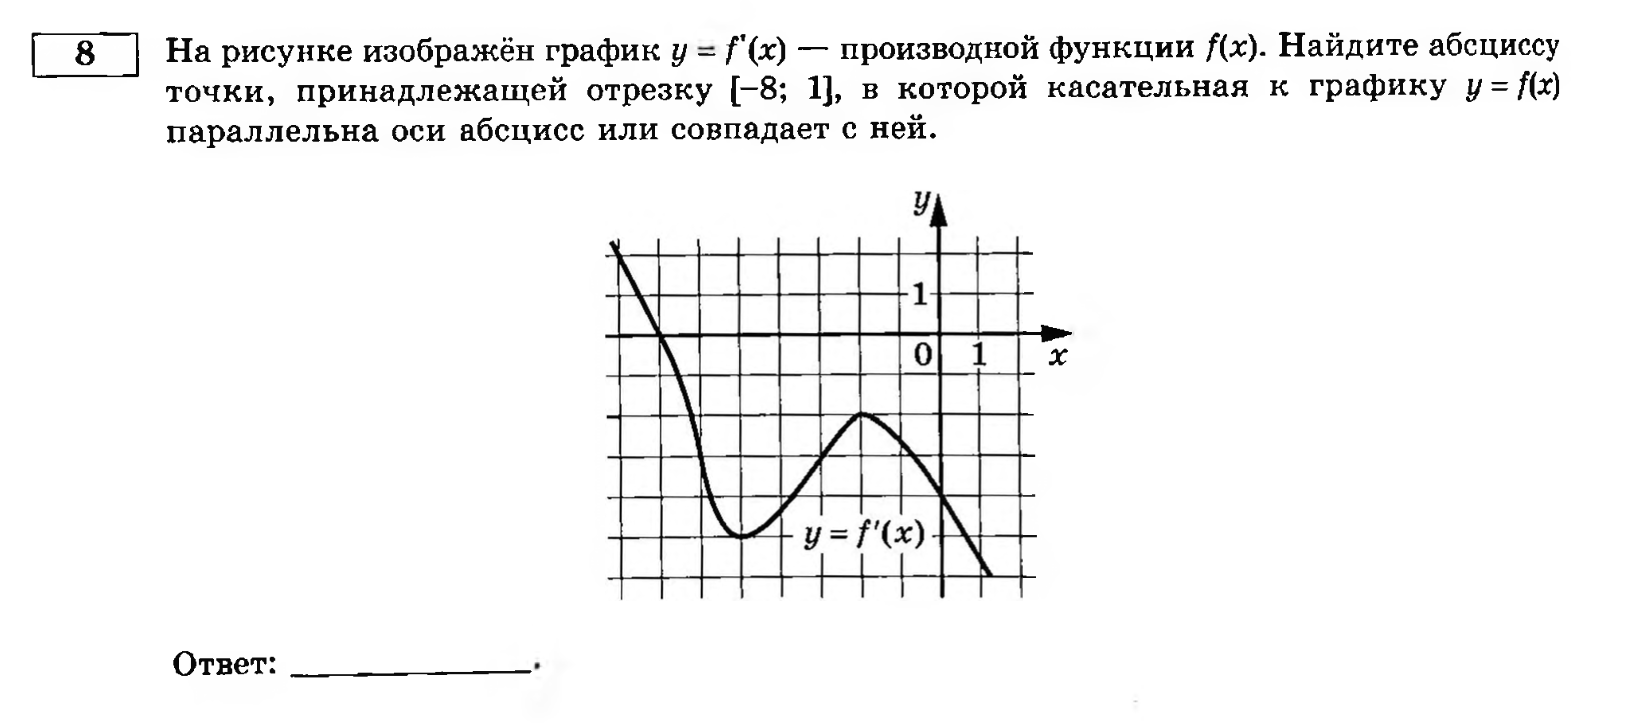 8
На рисунке изображён график y = f'(x) — производной функции f(x). Найдите абсциссу
точки, принадлежащей отрезку [–8; 1], в которой касательная к графику y = f(x)
параллельна оси абсцисс или совпадает с ней.
y
1
0 1 x
y = f'(x)
Ответ: ____________.